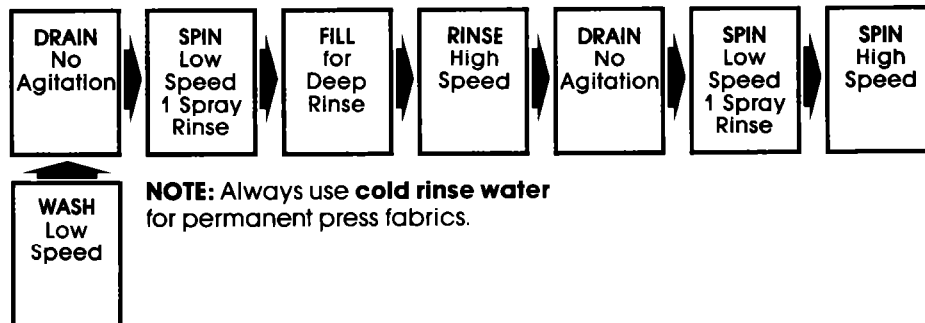 DRAIN
No
Agitation
SPIN
Low
Speed
1 Spray
Rinse
FILL
for
Deep
Rinse
RINSE
High
Speed
DRAIN
No
Agitation
SPIN
Low
Speed
1 Spray
Rinse
SPIN
High
Speed
WASH
Low
Speed
NOTE: Always use cold rinse water
for permanent press fabrics.